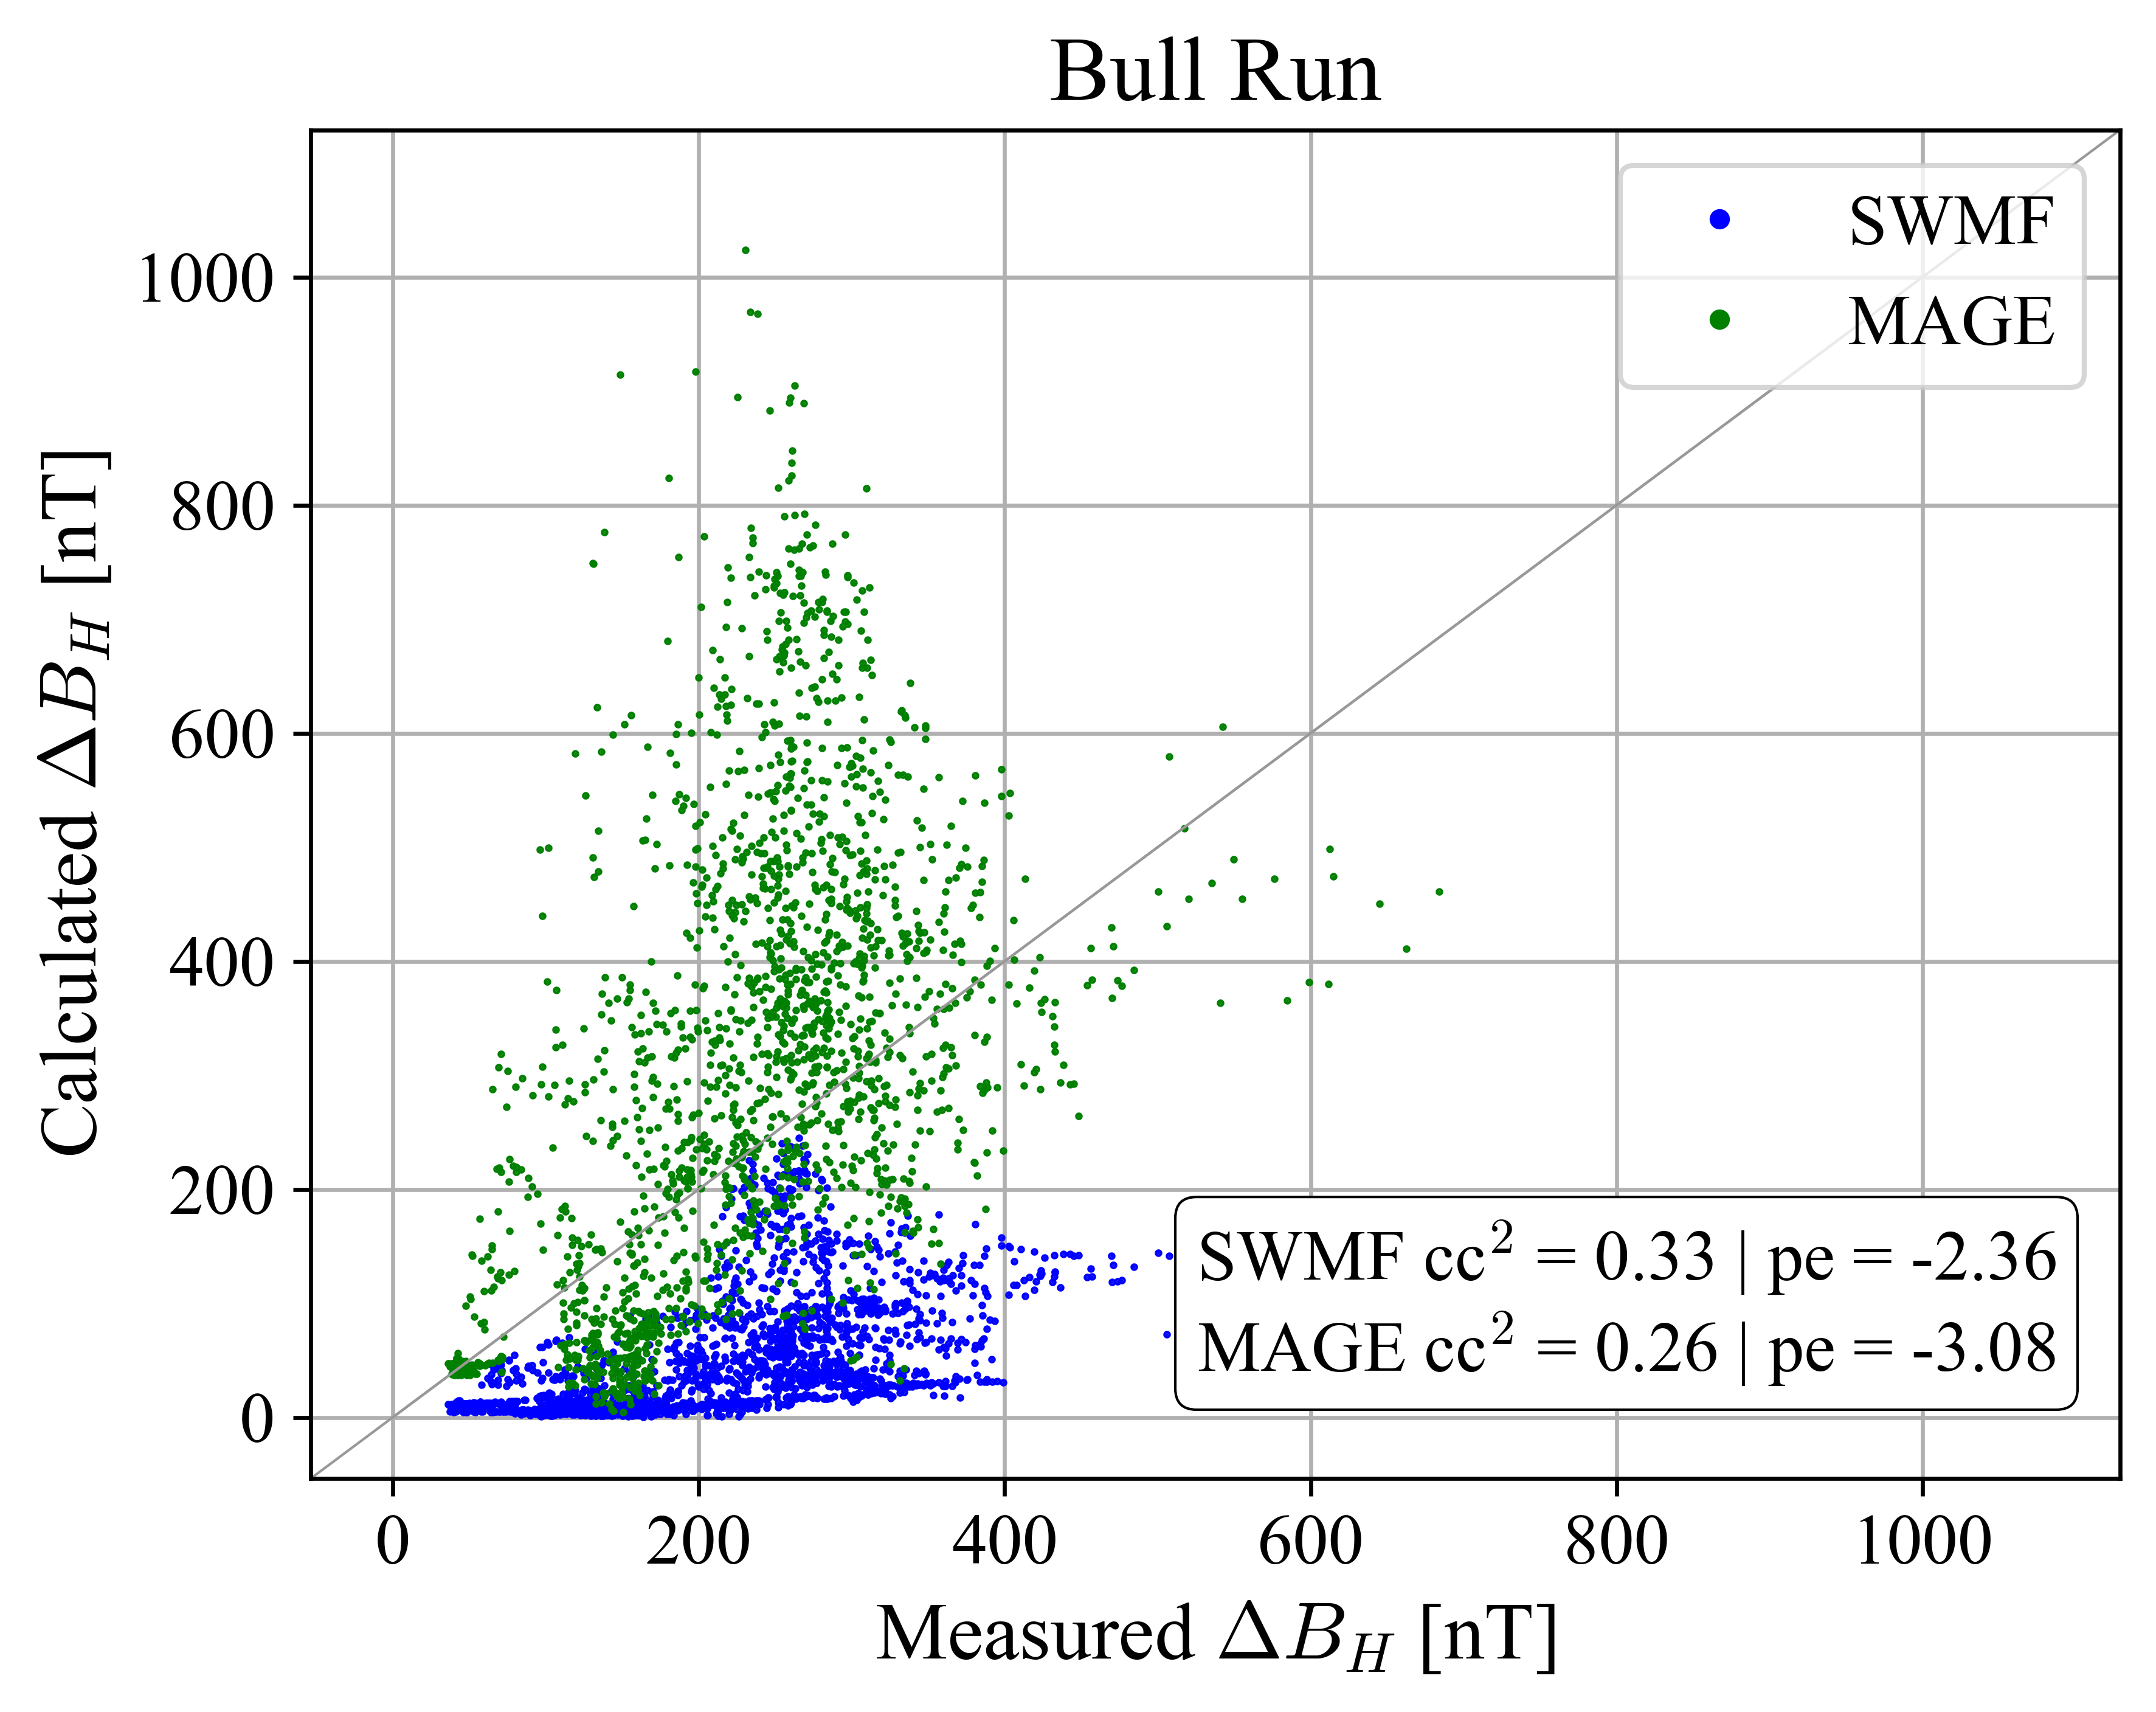 Bull Run
SWMF
MAGE
Calculated ΔB_H [nT]
1000
800
600
400
200
0
SWMF cc² = 0.33 | pe = -2.36
MAGE cc² = 0.26 | pe = -3.08
0 200 400 600 800 1000
Measured ΔB_H [nT]